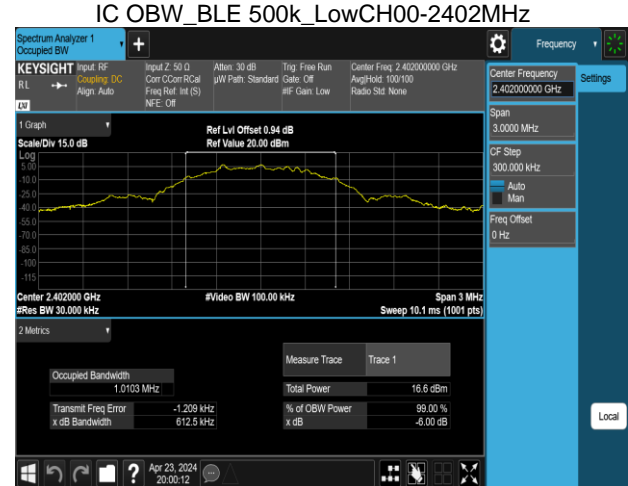 IC OBW_BLE 500k_LowCH00-2402MHz
Spectrum Analyzer 1
Occupied BW
Frequency
KEYSIGHT
RL
LXI
Input: RF
Coupling: DC
Align: Auto
Input Z: 50 Ω
Corr CCorr RCal
Freq Ref: Int (S)
NFE: Off
Atten: 30 dB
µW Path: Standard
Trig: Free Run
Gate: Off
#IF Gain: Low
Center Freq: 2.402000000 GHz
Avg|Hold: 100/100
Radio Std: None
Center Frequency
2.402000000 GHz
Settings
Span
3.0000 MHz
CF Step
300.000 kHz
Auto
Man
Freq Offset
0 Hz
Local
1 Graph
Scale/Div 15.0 dB
Ref Lvl Offset 0.94 dB
Ref Value 20.00 dBm
Log
5.00
-10.0
-25.0
-40.0
-55.0
-70.0
-85.0
-100
-115
Center 2.402000 GHz
#Res BW 30.000 kHz
#Video BW 100.00 kHz
Span 3 MHz
Sweep 10.1 ms (1001 pts)
2 Metrics
Measure Trace
Trace 1
Occupied Bandwidth
1.0103 MHz
Total Power
16.6 dBm
Transmit Freq Error
-1.209 kHz
% of OBW Power
99.00 %
x dB Bandwidth
612.5 kHz
x dB
-6.00 dB
?
Apr 23, 2024
20:00:12